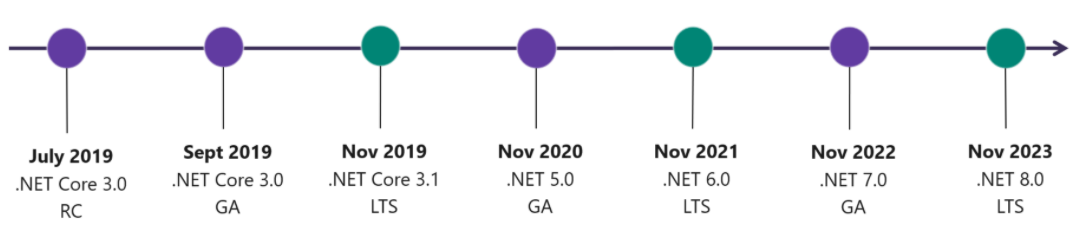 July 2019
.NET Core 3.0
RC
Sept 2019
.NET Core 3.0
GA
Nov 2019
.NET Core 3.1
LTS
Nov 2020
.NET 5.0
GA
Nov 2021
.NET 6.0
LTS
Nov 2022
.NET 7.0
GA
Nov 2023
.NET 8.0
LTS